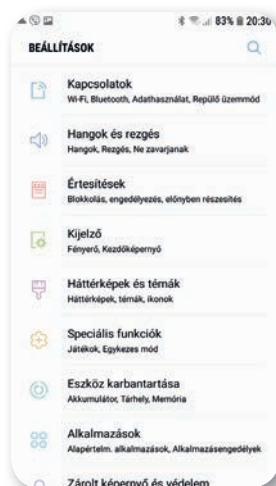 83% 20:30
BEÁLLÍTÁSOK
Kapcsolatok
Wi-Fi, Bluetooth, Adathasználat, Repülő üzemmód
Hangok és rezgés
Hangok, Rezgés, Ne zavarjanak
Értesítések
Blokkolás, engedélyezés, előnyben részesítés
Kijelző
Fényerő, Kezdőképernyő
Háttérképek és témák
Háttérképek, témák, ikonok
Speciális funkciók
Játékok, Egykezes mód
Eszköz karbantartása
Akkumulátor, Tárhely, Memória
Alkalmazások
Alapértelm. alkalmazások, Alkalmazásengedélyek
Zárolt képernyő és védelem